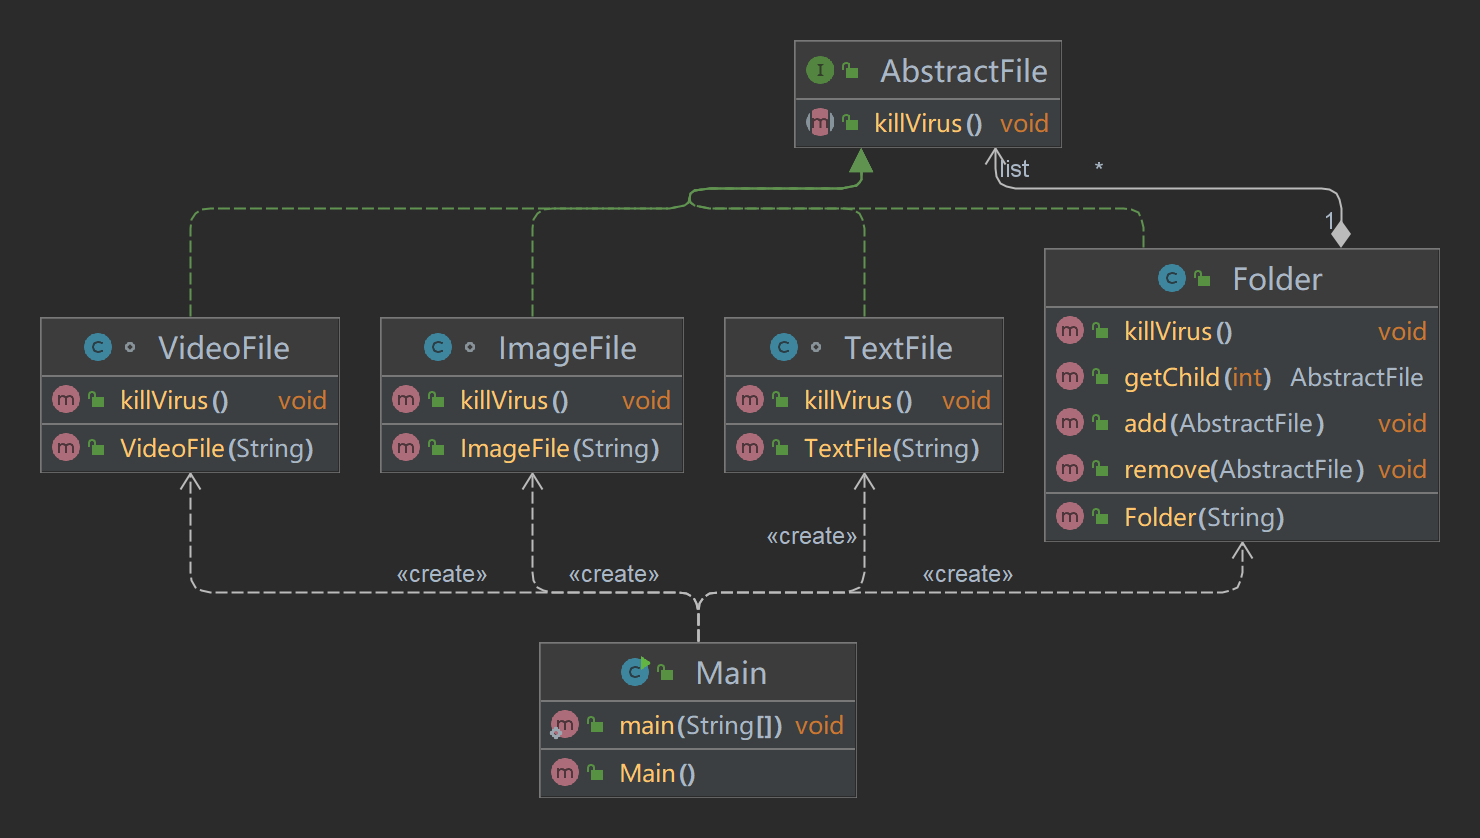 I AbstractFile
m killVirus() void
list *
1
C Folder
m killVirus() void
m getChild(int) AbstractFile
m add(AbstractFile) void
m remove(AbstractFile) void
m Folder(String)
C VideoFile
m killVirus() void
m VideoFile(String)
C ImageFile
m killVirus() void
m ImageFile(String)
C TextFile
m killVirus() void
m TextFile(String)
«create»
«create»
«create»
«create»
C Main
m main(String[]) void
m Main()